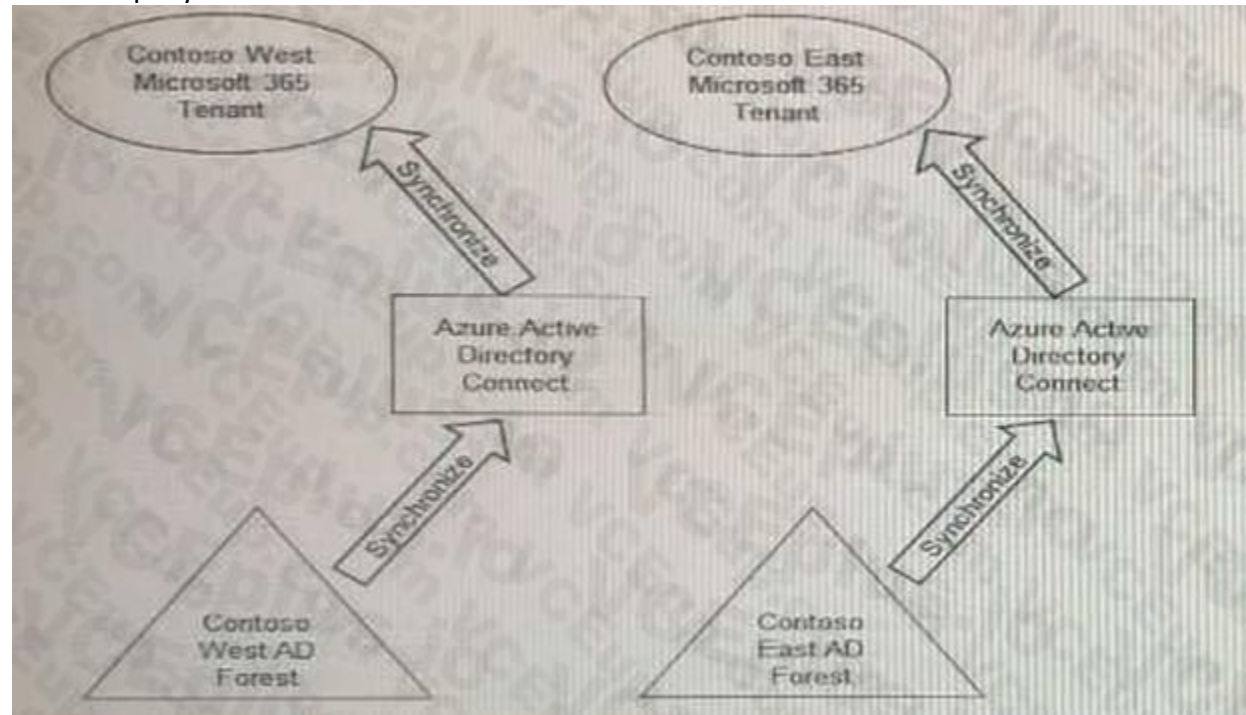 Contoso West
Microsoft 365
Tenant
Contoso East
Microsoft 365
Tenant
Synchronize
Synchronize
Azure Active
Directory
Connect
Azure Active
Directory
Connect
Synchronize
Synchronize
Contoso
West AD
Forest
Contoso
East AD
Forest